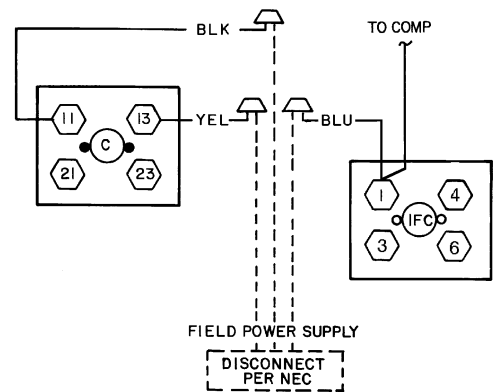 BLK
TO COMP
11
13
YEL
BLU
C
21
23
1
4
IFC
3
6
FIELD POWER SUPPLY
DISCONNECT
PER NEC